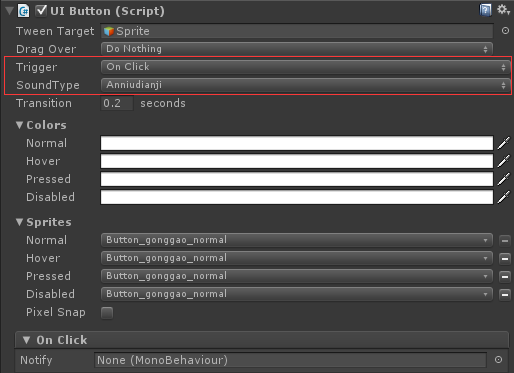 UI Button (Script)
Tween Target Sprite
Drag Over Do Nothing
Trigger On Click
SoundType Anniudianji
Transition 0.2 seconds
Colors
Normal
Hover
Pressed
Disabled
Sprites
Normal Button_gonggao_normal
Hover Button_gonggao_normal
Pressed Button_gonggao_normal
Disabled Button_gonggao_normal
Pixel Snap
On Click
Notify None (MonoBehaviour)